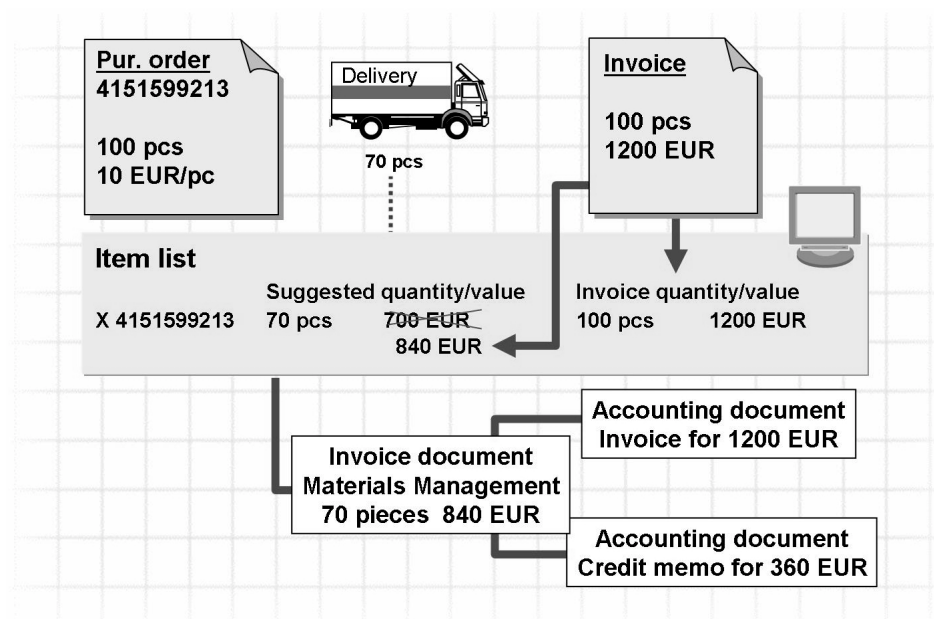 Pur. order
4151599213
100 pcs
10 EUR/pc
Delivery
70 pcs
Invoice
100 pcs
1200 EUR
Item list
Suggested quantity/value
Invoice quantity/value
X 4151599213 70 pcs 700 EUR 100 pcs 1200 EUR
840 EUR
Invoice document
Materials Management
70 pieces 840 EUR
Accounting document
Invoice for 1200 EUR
Accounting document
Credit memo for 360 EUR